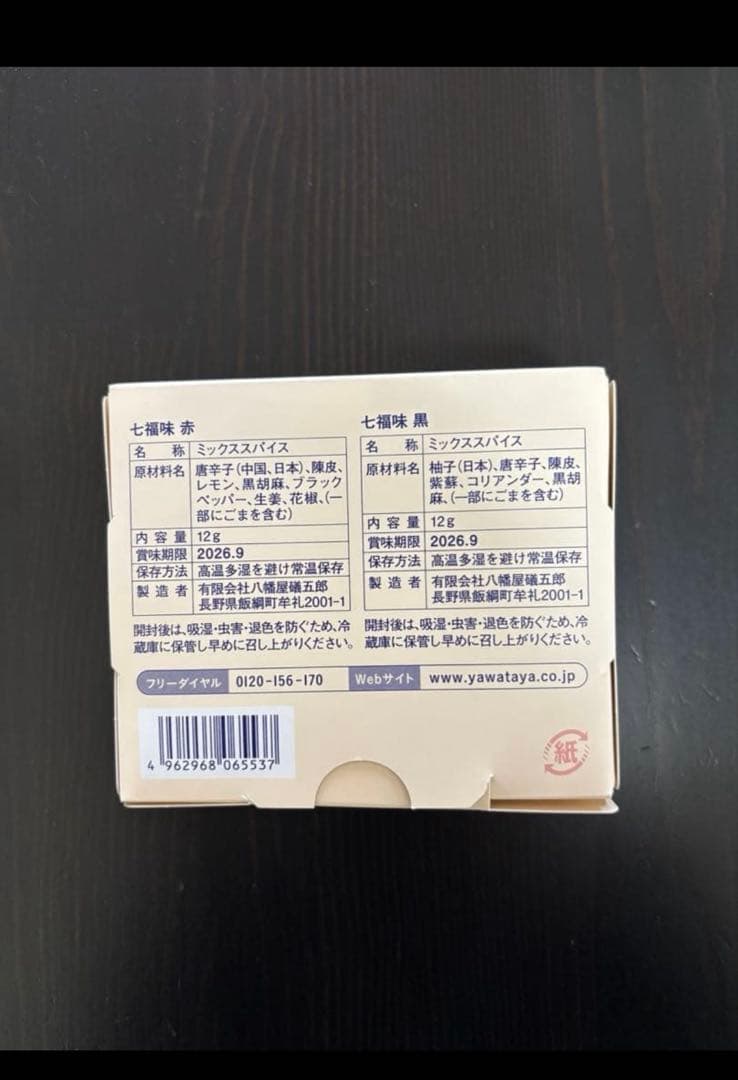 七福味 赤
名称 ミックススパイス
原材料名 唐辛子(中国、日本)、陳皮、
レモン、黒胡麻、ブラック
ペッパー、生姜、花椒、(一
部にごまを含む)
内容量 12g
賞味期限 2026.9
保存方法 高温多湿を避け常温保存
製造者 有限会社八幡屋礒五郎
長野県飯綱町牟礼2001-1
開封後は、吸湿・虫害・退色を防ぐため、冷
蔵庫に保管し早めに召し上がりください。
七福味 黒
名称 ミックススパイス
原材料名 柚子(日本)、唐辛子、陳皮、
紫蘇、コリアンダー、黒胡
麻、(一部にごまを含む)
内容量 12g
賞味期限 2026.9
保存方法 高温多湿を避け常温保存
製造者 有限会社八幡屋礒五郎
長野県飯綱町牟礼2001-1
開封後は、吸湿・虫害・退色を防ぐため、冷
蔵庫に保管し早めに召し上がりください。
フリーダイヤル 0120-156-170 Webサイト www.yawataya.co.jp
4 962968 065537
紙